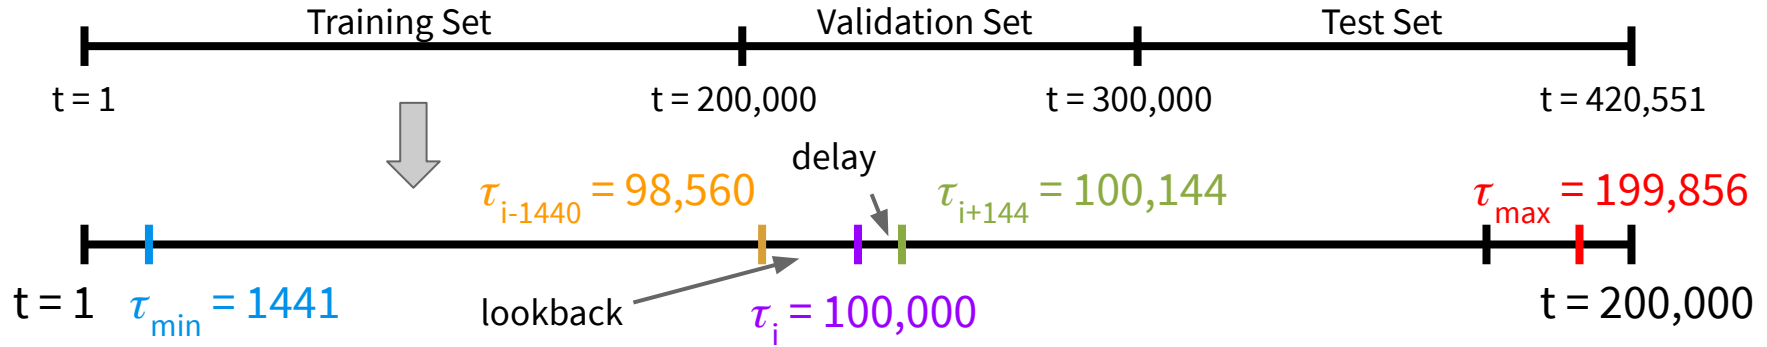 Training Set Validation Set Test Set
t = 1 t = 200,000 t = 300,000 t = 420,551
delay
τi-1440 = 98,560 τi+144 = 100,144 τmax = 199,856
t = 1 τmin = 1441 lookback τi = 100,000 t = 200,000